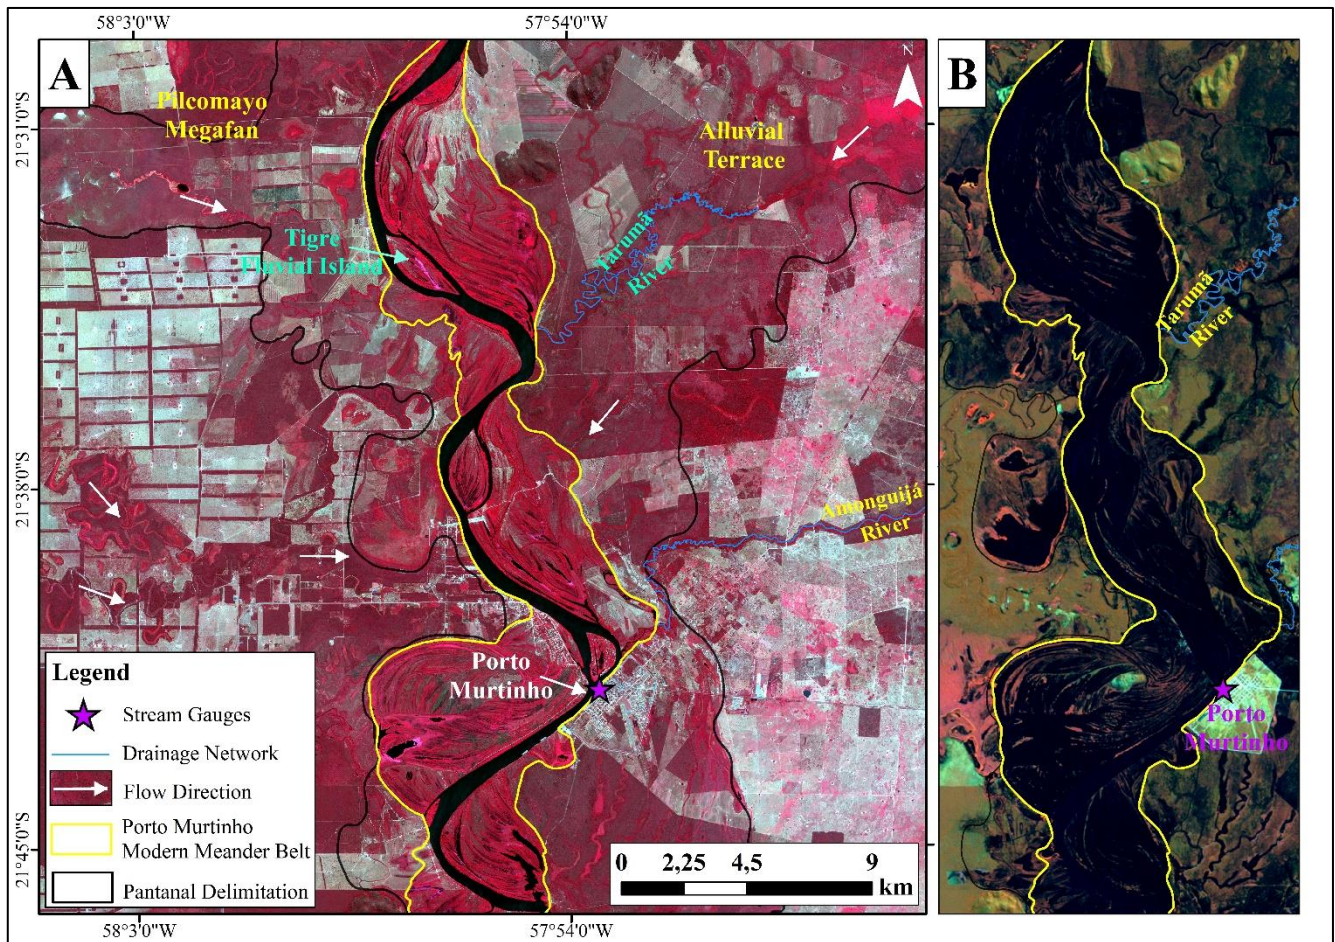 58°3'0"W
57°54'0"W
A
N
B
Pilcomayo
Megafan
Alluvial
Terrace
21°31'0"S
Tigre
Fluvial Island
Yarumã
River
Tarumã
River
21°38'0"S
Amonguijá
River
Porto
Murtinho
Porto
Murtinho
Legend
Stream Gauges
Drainage Network
Flow Direction
Porto Murtinho
Modern Meander Belt
Pantanal Delimitation
21°45'0"S
0 2,25 4,5 9
km
58°3'0"W
57°54'0"W